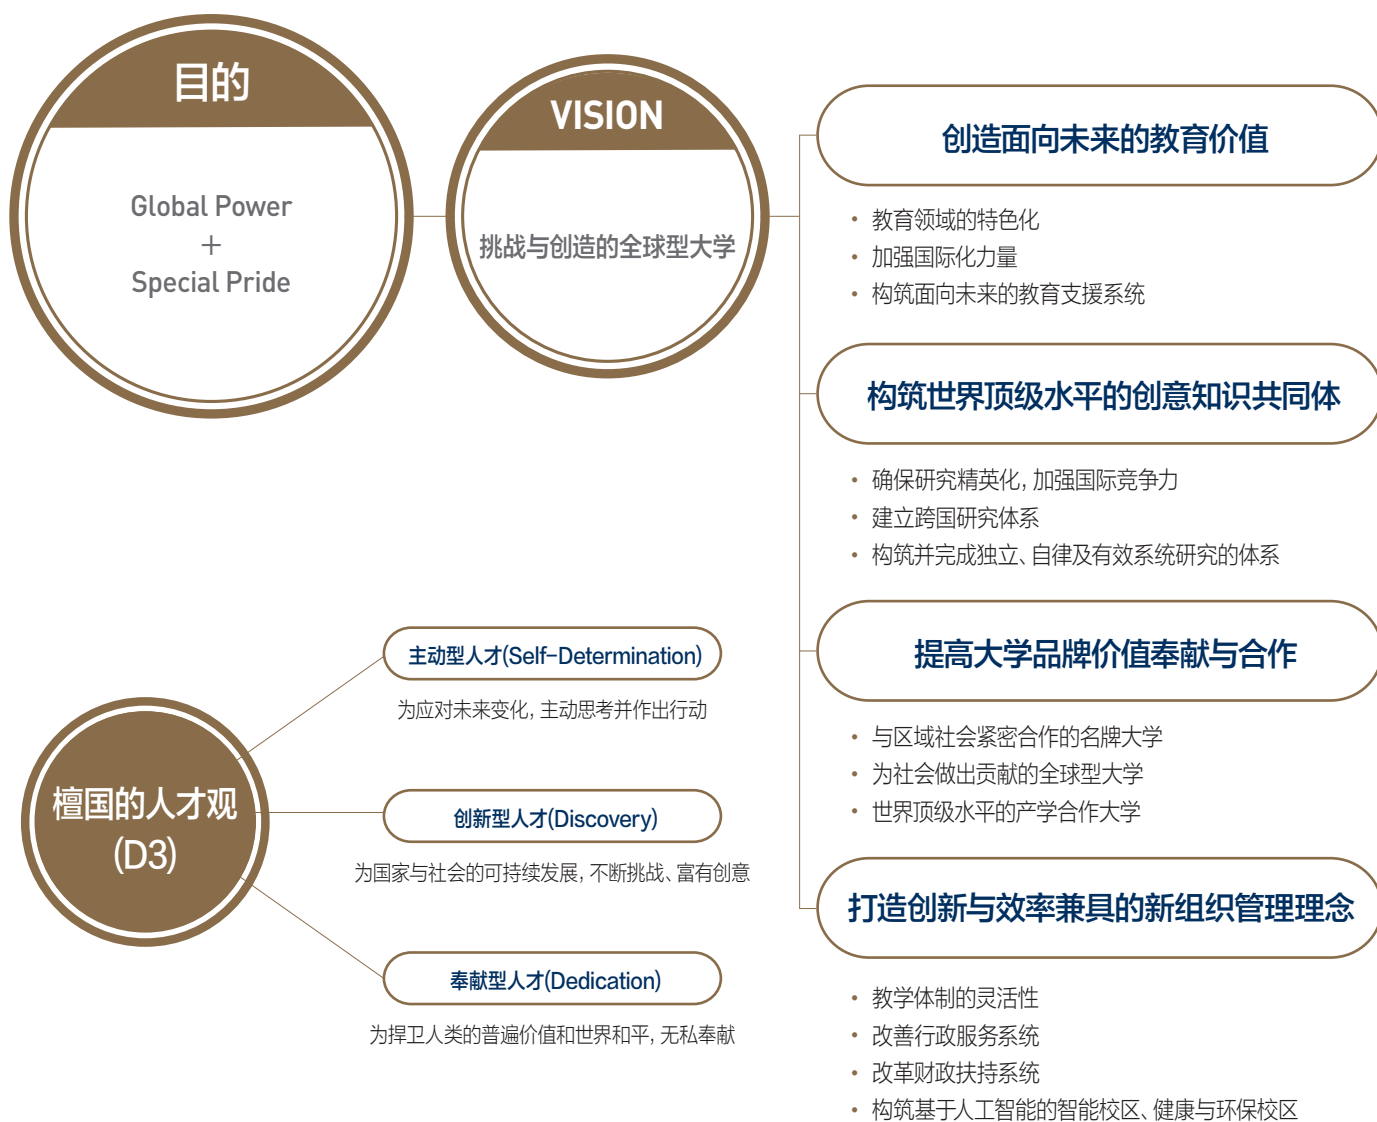 目的
Global Power
+
Special Pride
VISION
挑战与创造的全球型大学
创造面向未来的教育价值
• 教育领域的特色化
• 加强国际化力量
• 构筑面向未来的教育支援系统
构筑世界顶级水平的创意知识共同体
• 确保研究精英化, 加强国际竞争力
• 建立跨国研究体系
• 构筑并完成独立、自律及有效系统研究的体系
提高大学品牌价值奉献与合作
• 与区域社会紧密合作的名牌大学
• 为社会做出贡献的全球型大学
• 世界顶级水平的产学合作大学
打造创新与效率兼具的新组织管理理念
• 教学体制的灵活性
• 改善行政服务系统
• 改革财政扶持系统
• 构筑基于人工智能的智能校区、健康与环保校区
檀国的人才观
(D3)
主动型人才(Self-Determination)
为应对未来变化, 主动思考并作出行动
创新型人才(Discovery)
为国家与社会的可持续发展, 不断挑战、富有创意
奉献型人才(Dedication)
为捍卫人类的普遍价值和世界和平, 无私奉献